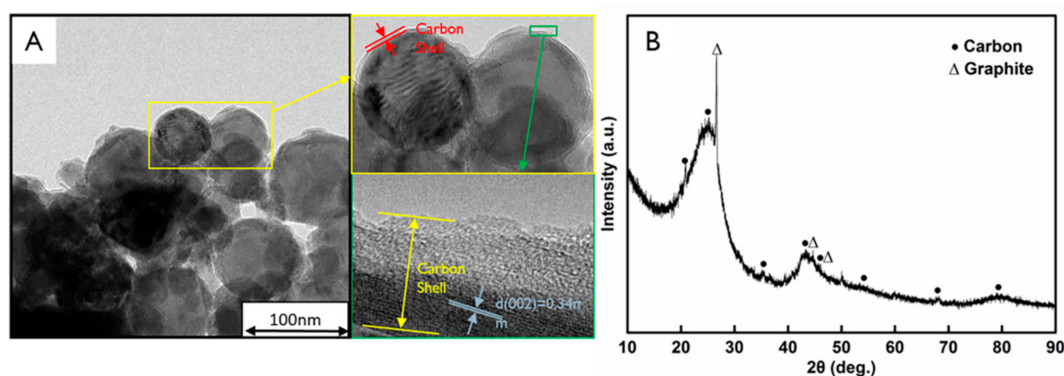 A
100nm
Carbon
Shell
Carbon
Shell
d(002)=0.34n
m
B
● Carbon
Δ Graphite
Δ
Δ
Δ
Intensity (a.u.)
10
20
30
40
50
60
70
80
90
2θ (deg.)